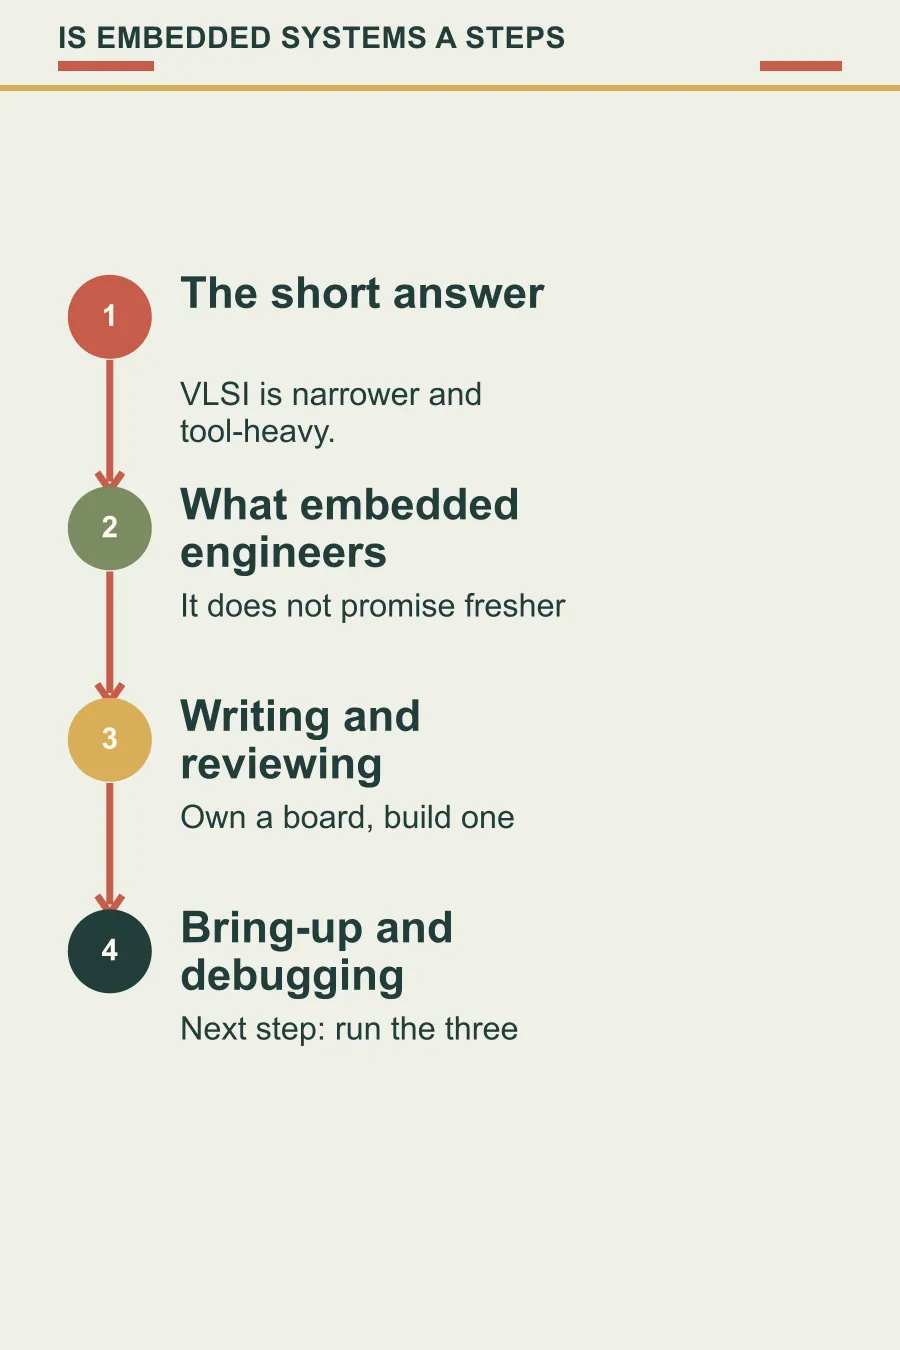 IS EMBEDDED SYSTEMS A STEPS
1
The short answer
VLSI is narrower and
tool-heavy.
2
What embedded
engineers
It does not promise fresher
3
Writing and
reviewing
Own a board, build one
4
Bring-up and
debugging
Next step: run the three